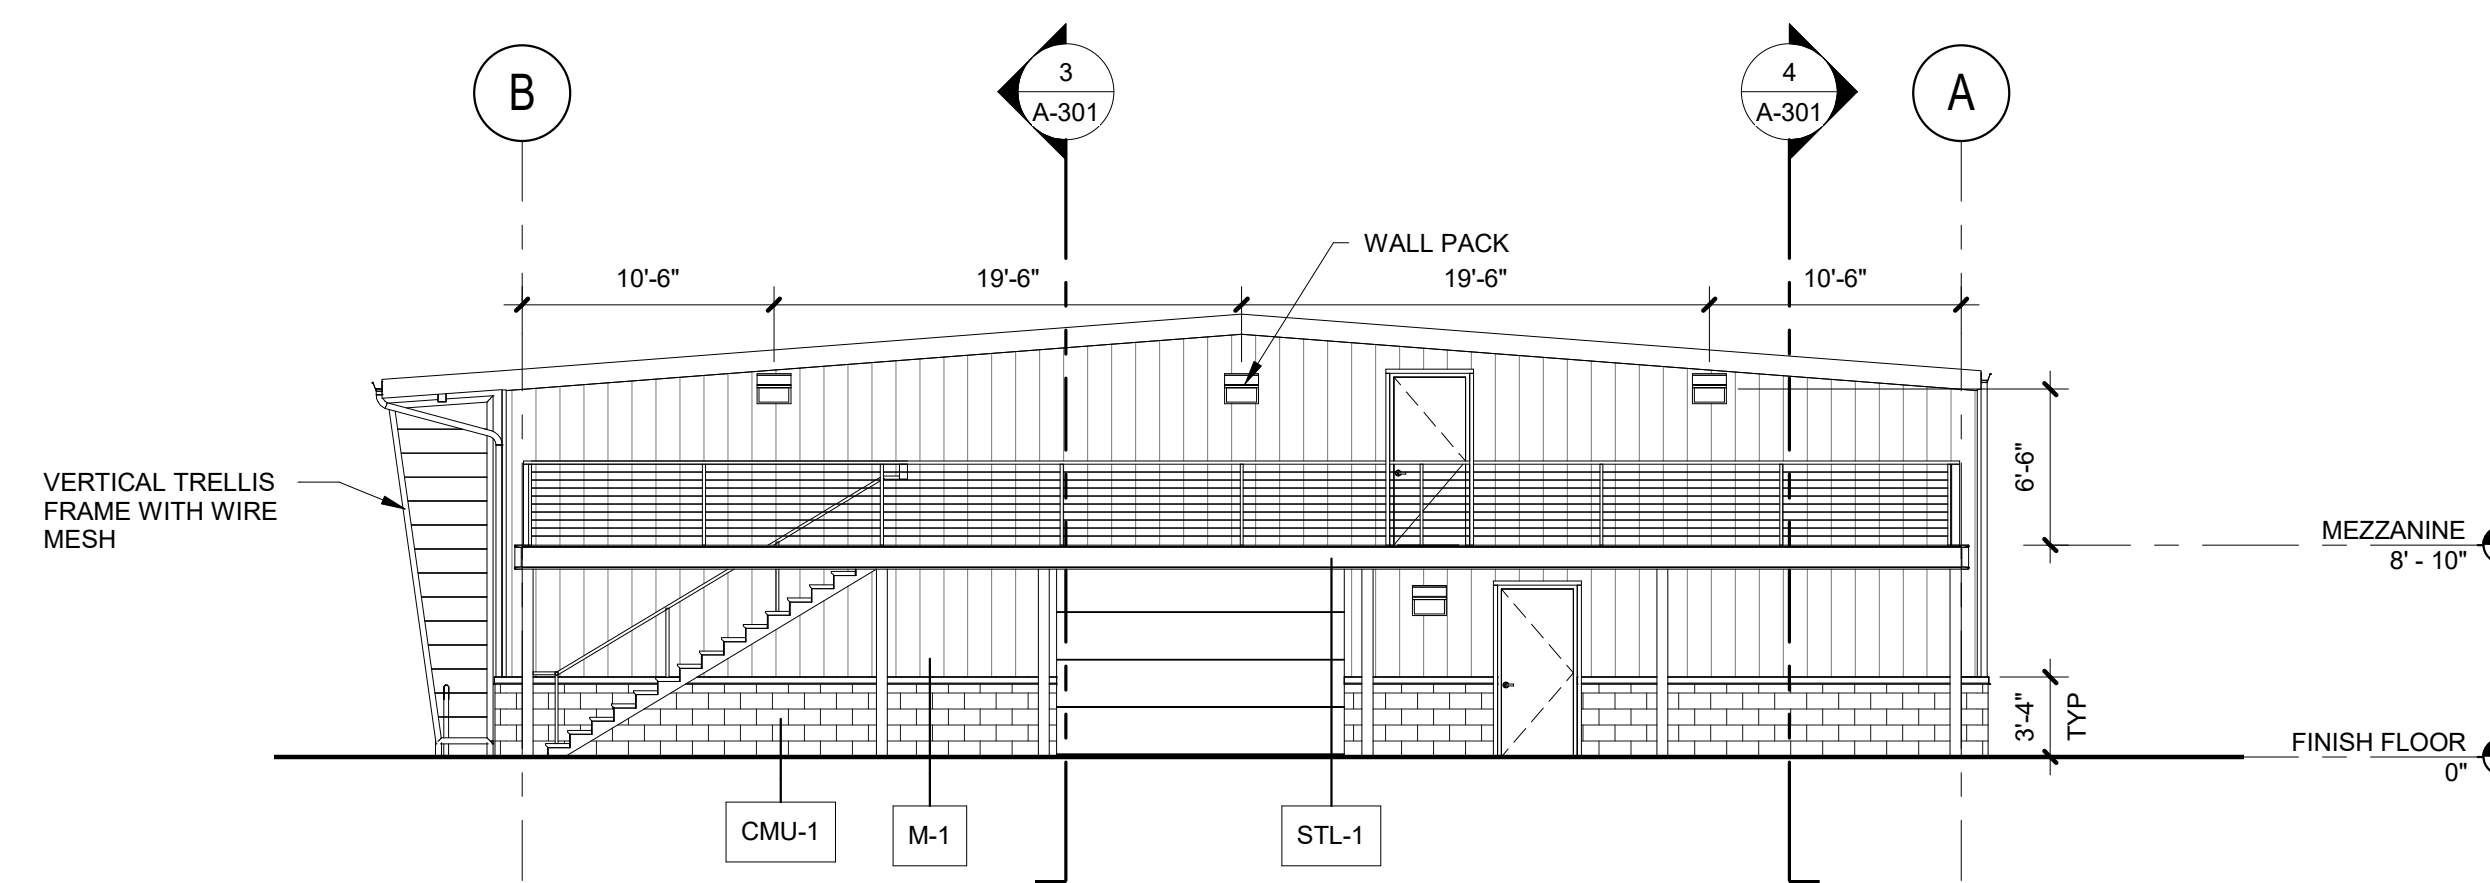 B
3
A-301
4
A-301
A
WALL PACK
10'-6"
19'-6"
19'-6"
10'-6"
VERTICAL TRELLIS
FRAME WITH WIRE
MESH
6'-6"
MEZZANINE
8' - 10"
3'-4"
TYP
FINISH FLOOR
0"
CMU-1
M-1
STL-1